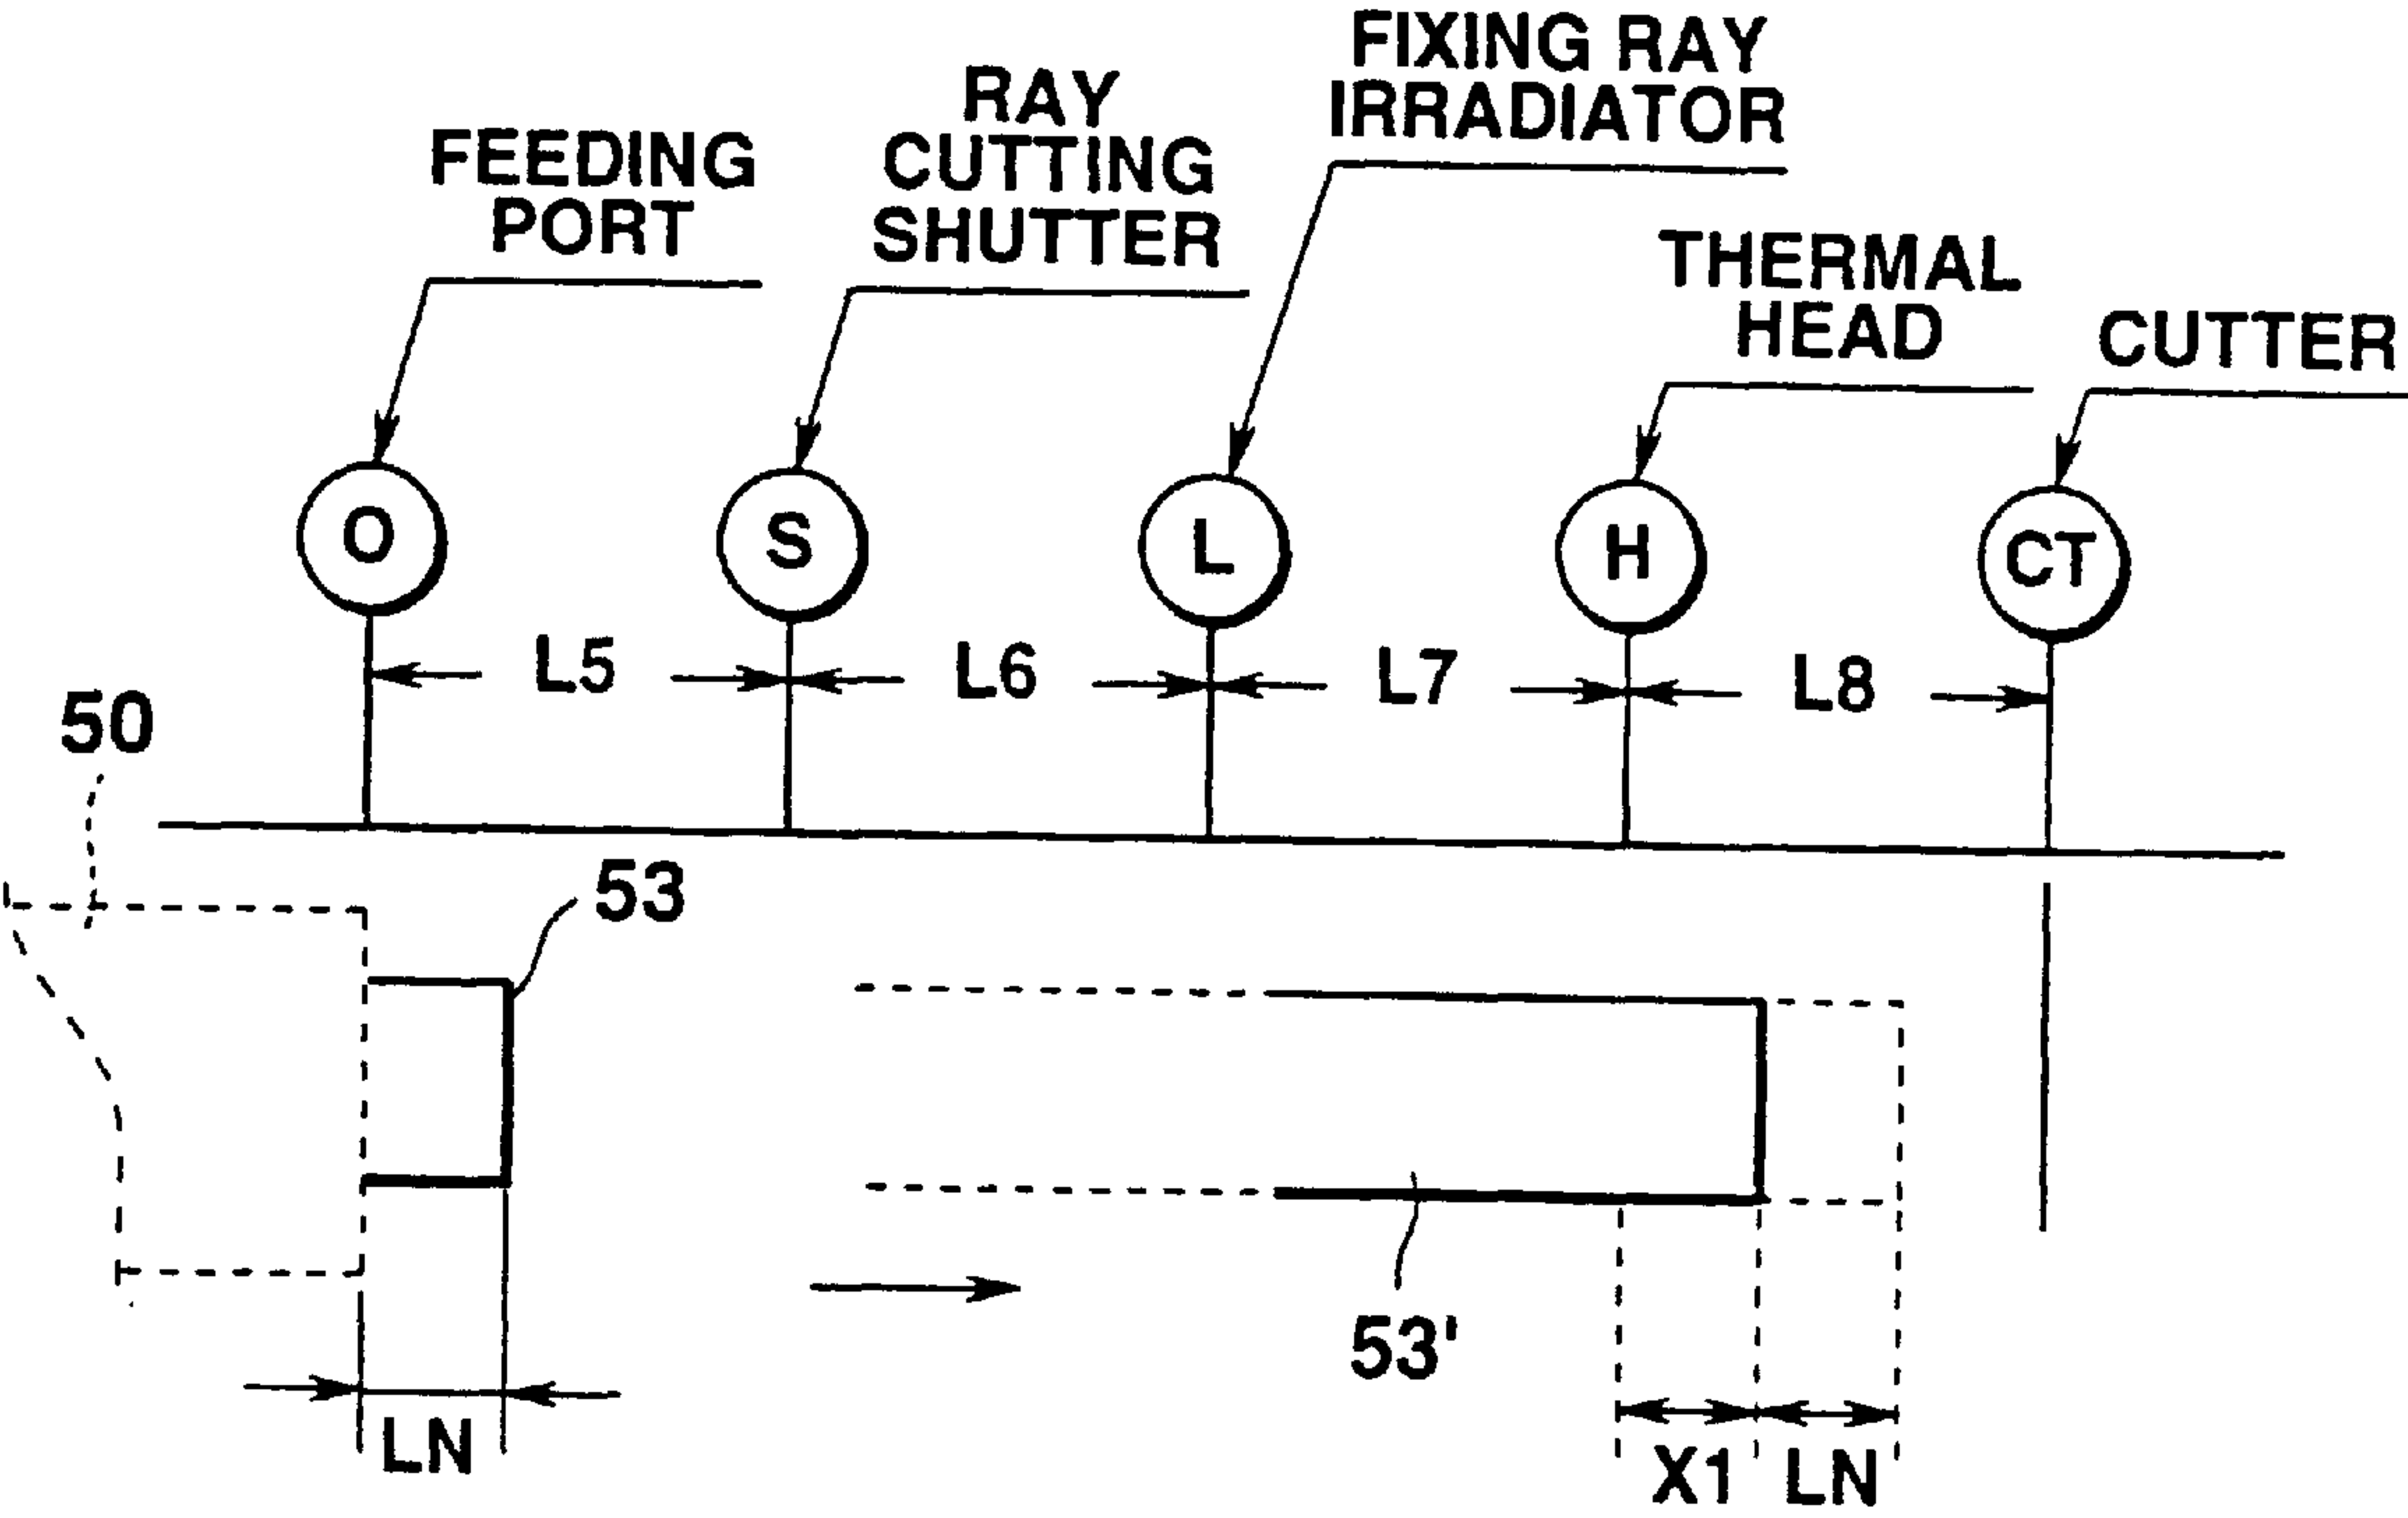 FIXING RAY
IRRADIATOR
RAY
CUTTING
SHUTTER
FEEDING
PORT
THERMAL
HEAD
CUTTER
O
S
L
H
CT
L5
L6
L7
L8
50
53
53'
LN
X1
LN